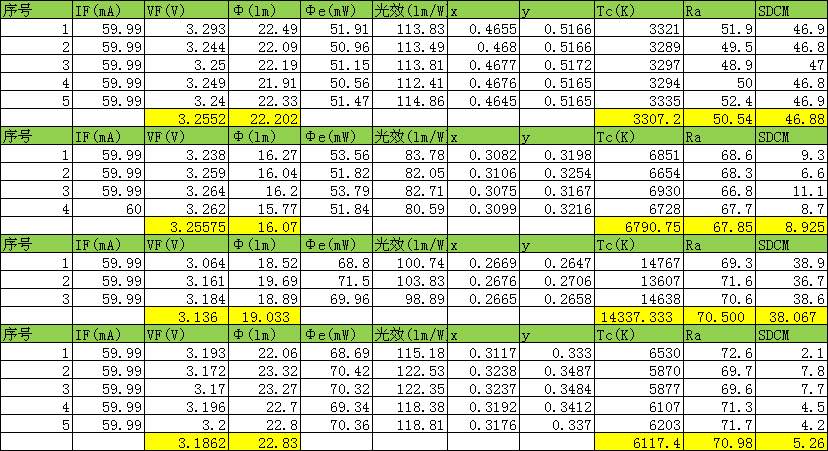 序号 IF(mA) VF(V) Φ(lm) Φe(mW) 光效(lm/W x y Tc(K) Ra SDCM
1 59.99 3.293 22.49 51.91 113.83 0.4655 0.5166 3321 51.9 46.9
2 59.99 3.244 22.09 50.96 113.49 0.468 0.5165 3289 49.5 46.8
3 59.99 3.25 22.19 51.15 113.81 0.4677 0.5172 3297 48.9 47
4 59.99 3.249 21.91 50.56 112.41 0.4676 0.5165 3294 50 46.8
5 59.99 3.24 22.33 51.47 114.86 0.4645 0.5165 3335 52.4 46.9
3.2552 22.202 3307.2 50.54 46.88
序号 IF(mA) VF(V) Φ(lm) Φe(mW) 光效(lm/W x y Tc(K) Ra SDCM
1 59.99 3.238 16.27 53.56 83.78 0.3082 0.3198 6851 68.6 9.3
2 59.99 3.259 16.04 51.82 82.05 0.3106 0.3254 6654 68.3 6.6
3 59.99 3.264 16.2 53.79 82.71 0.3075 0.3167 6930 66.8 11.1
4 60 3.262 15.77 51.84 80.59 0.3099 0.3216 6728 67.7 8.7
3.25575 16.07 6790.75 67.85 8.925
序号 IF(mA) VF(V) Φ(lm) Φe(mW) 光效(lm/W x y Tc(K) Ra SDCM
1 59.99 3.064 18.52 68.8 100.74 0.2669 0.2647 14767 69.3 38.9
2 59.99 3.161 19.69 71.5 103.83 0.2676 0.2706 13607 71.6 36.7
3 59.99 3.184 18.89 69.96 98.89 0.2665 0.2658 14638 70.6 38.6
3.136 19.033 14337.333 70.500 38.067
序号 IF(mA) VF(V) Φ(lm) Φe(mW) 光效(lm/W x y Tc(K) Ra SDCM
1 59.99 3.193 22.06 68.69 115.18 0.3117 0.333 6530 72.6 2.1
2 59.99 3.172 23.32 70.42 122.53 0.3238 0.3487 5870 69.7 7.8
3 59.99 3.17 23.27 70.32 122.35 0.3237 0.3484 5877 69.6 7.7
4 59.99 3.196 22.7 69.34 118.38 0.3192 0.3412 6107 71.3 4.5
5 59.99 3.2 22.8 70.36 118.81 0.3176 0.337 6203 71.7 4.2
3.1862 22.83 6117.4 70.98 5.26